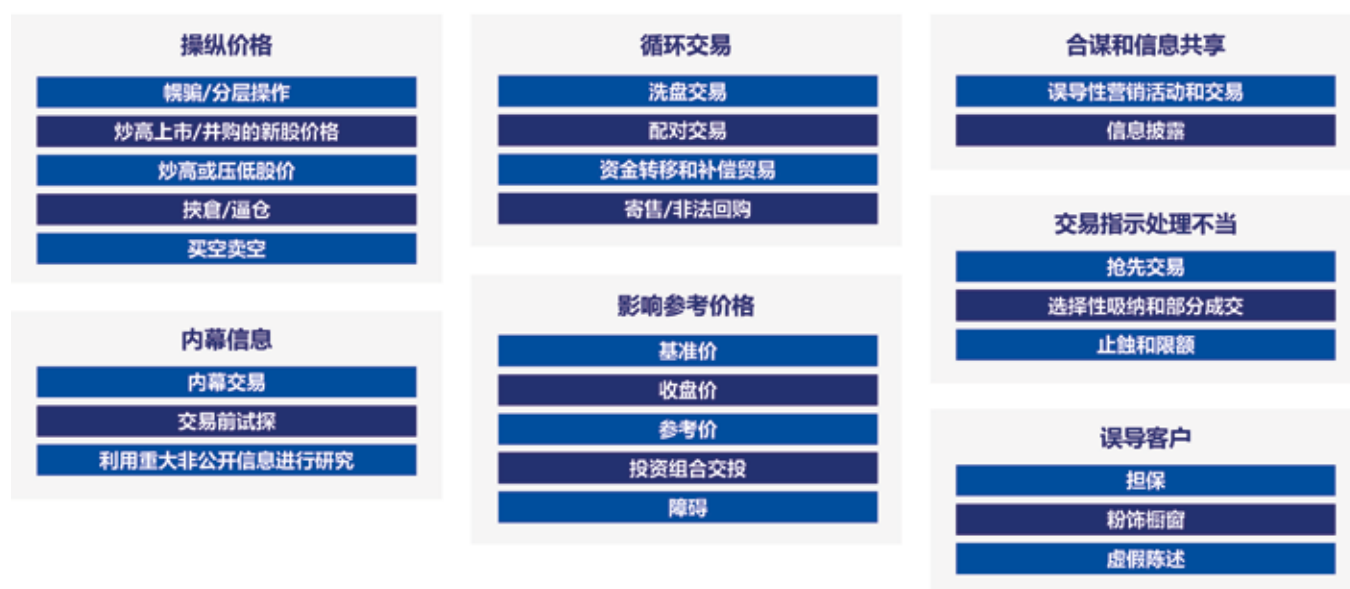 操纵价格
幌骗/分层操作
炒高上市/并购的新股价格
炒高或压低股价
挾倉/逼仓
买空卖空
内幕信息
内幕交易
交易前试探
利用重大非公开信息进行研究
循环交易
洗盘交易
配对交易
资金转移和补偿贸易
寄售/非法回购
影响参考价格
基准价
收盘价
参考价
投资组合交投
障碍
合谋和信息共享
误导性营销活动和交易
信息披露
交易指示处理不当
抢先交易
选择性吸纳和部分成交
止蝕和限额
误导客户
担保
粉饰橱窗
虚假陈述